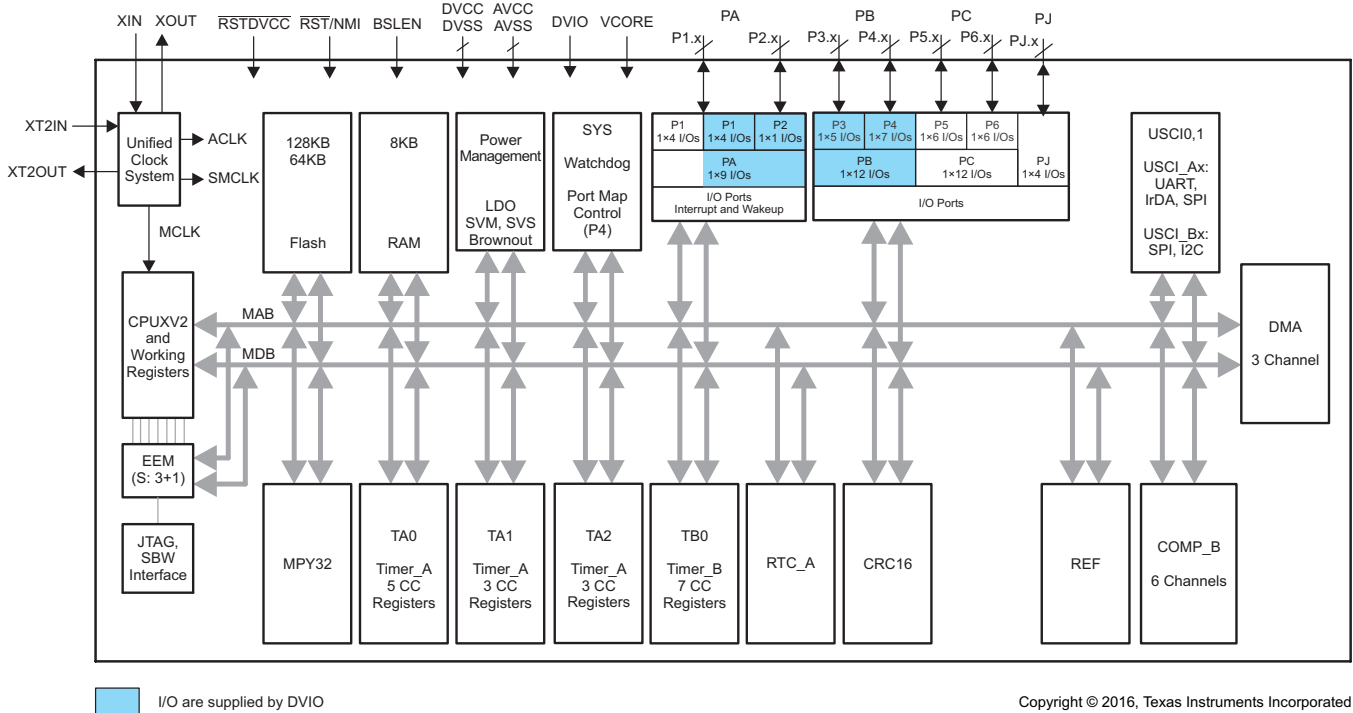 XIN
XOUT
RSTDVCC
RST/NMI
BSLEN
DVCC
DVSS
AVCC
AVSS
DVIO
VCORE
PA
P1.x
P2.x
PB
P3.x
P4.x
PC
P5.x
P6.x
PJ
PJ.x
XT2IN
XT2OUT
Unified
Clock
System
ACLK
SMCLK
MCLK
128KB
64KB
Flash
8KB
RAM
Power
Management
LDO
SVM, SVS
Brownout
SYS
Watchdog
Port Map
Control
(P4)
P1
1×4 I/Os
P1
1×4 I/Os
P2
1×1 I/Os
PA
1×9 I/Os
I/O Ports
Interrupt and Wakeup
P3
1×5 I/Os
P4
1×7 I/Os
P5
1×6 I/Os
P6
1×6 I/Os
PB
1×12 I/Os
PC
1×12 I/Os
PJ
1×4 I/Os
I/O Ports
USCI0,1
USCI_Ax:
UART,
IrDA, SPI
USCI_Bx:
SPI, I2C
CPUXV2
and
Working
Registers
MAB
MDB
DMA
3 Channel
EEM
(S: 3+1)
JTAG,
SBW
Interface
MPY32
TA0
Timer_A
5 CC
Registers
TA1
Timer_A
3 CC
Registers
TA2
Timer_A
3 CC
Registers
TB0
Timer_B
7 CC
Registers
RTC_A
CRC16
REF
COMP_B
6 Channels
I/O are supplied by DVIO
Copyright © 2016, Texas Instruments Incorporated